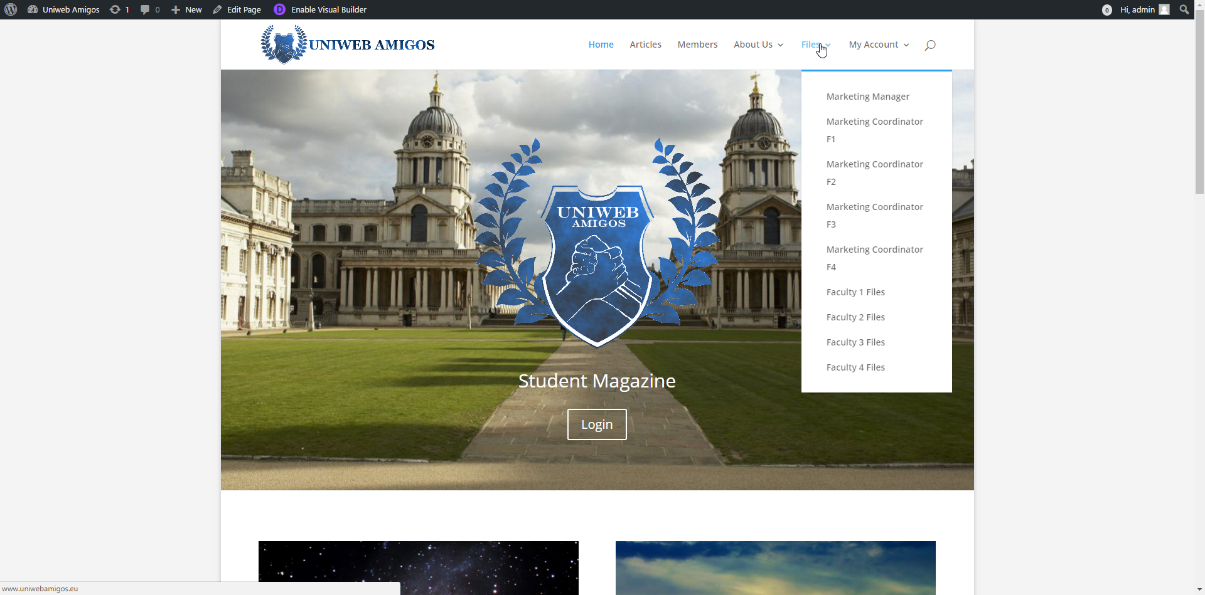 Uniweb Amigos 1 0 New Edit Page Enable Visual Builder 0 Hi, admin
UNIWEB AMIGOS
Home Articles Members About Us Files My Account
Marketing Manager
Marketing Coordinator
F1
Marketing Coordinator
F2
Marketing Coordinator
F3
Marketing Coordinator
F4
Faculty 1 Files
Faculty 2 Files
Faculty 3 Files
Faculty 4 Files
UNIWEB
AMIGOS
Student Magazine
Login
www.uniwebamigos.eu